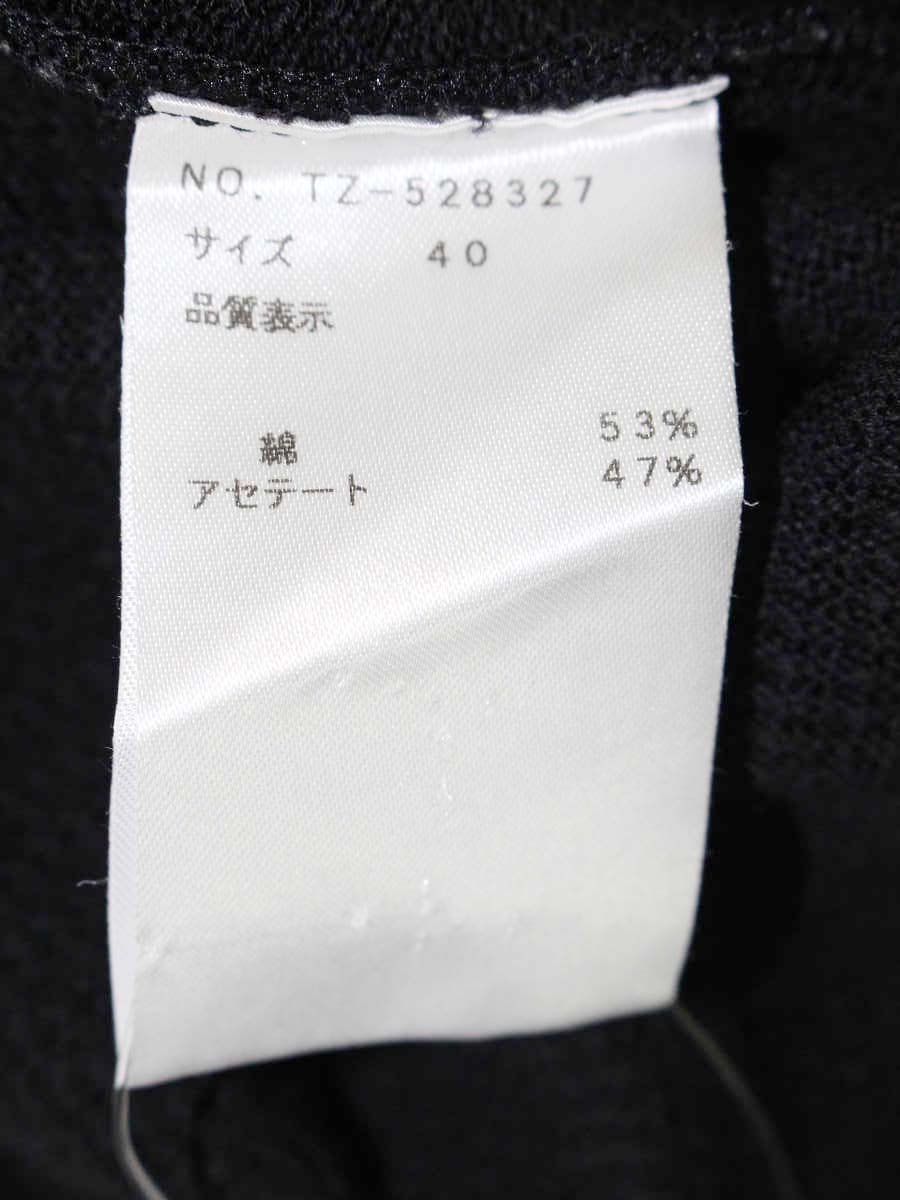 NO. TZ-528327
サイズ 40
品質表示
綿 53%
アセテート 47%